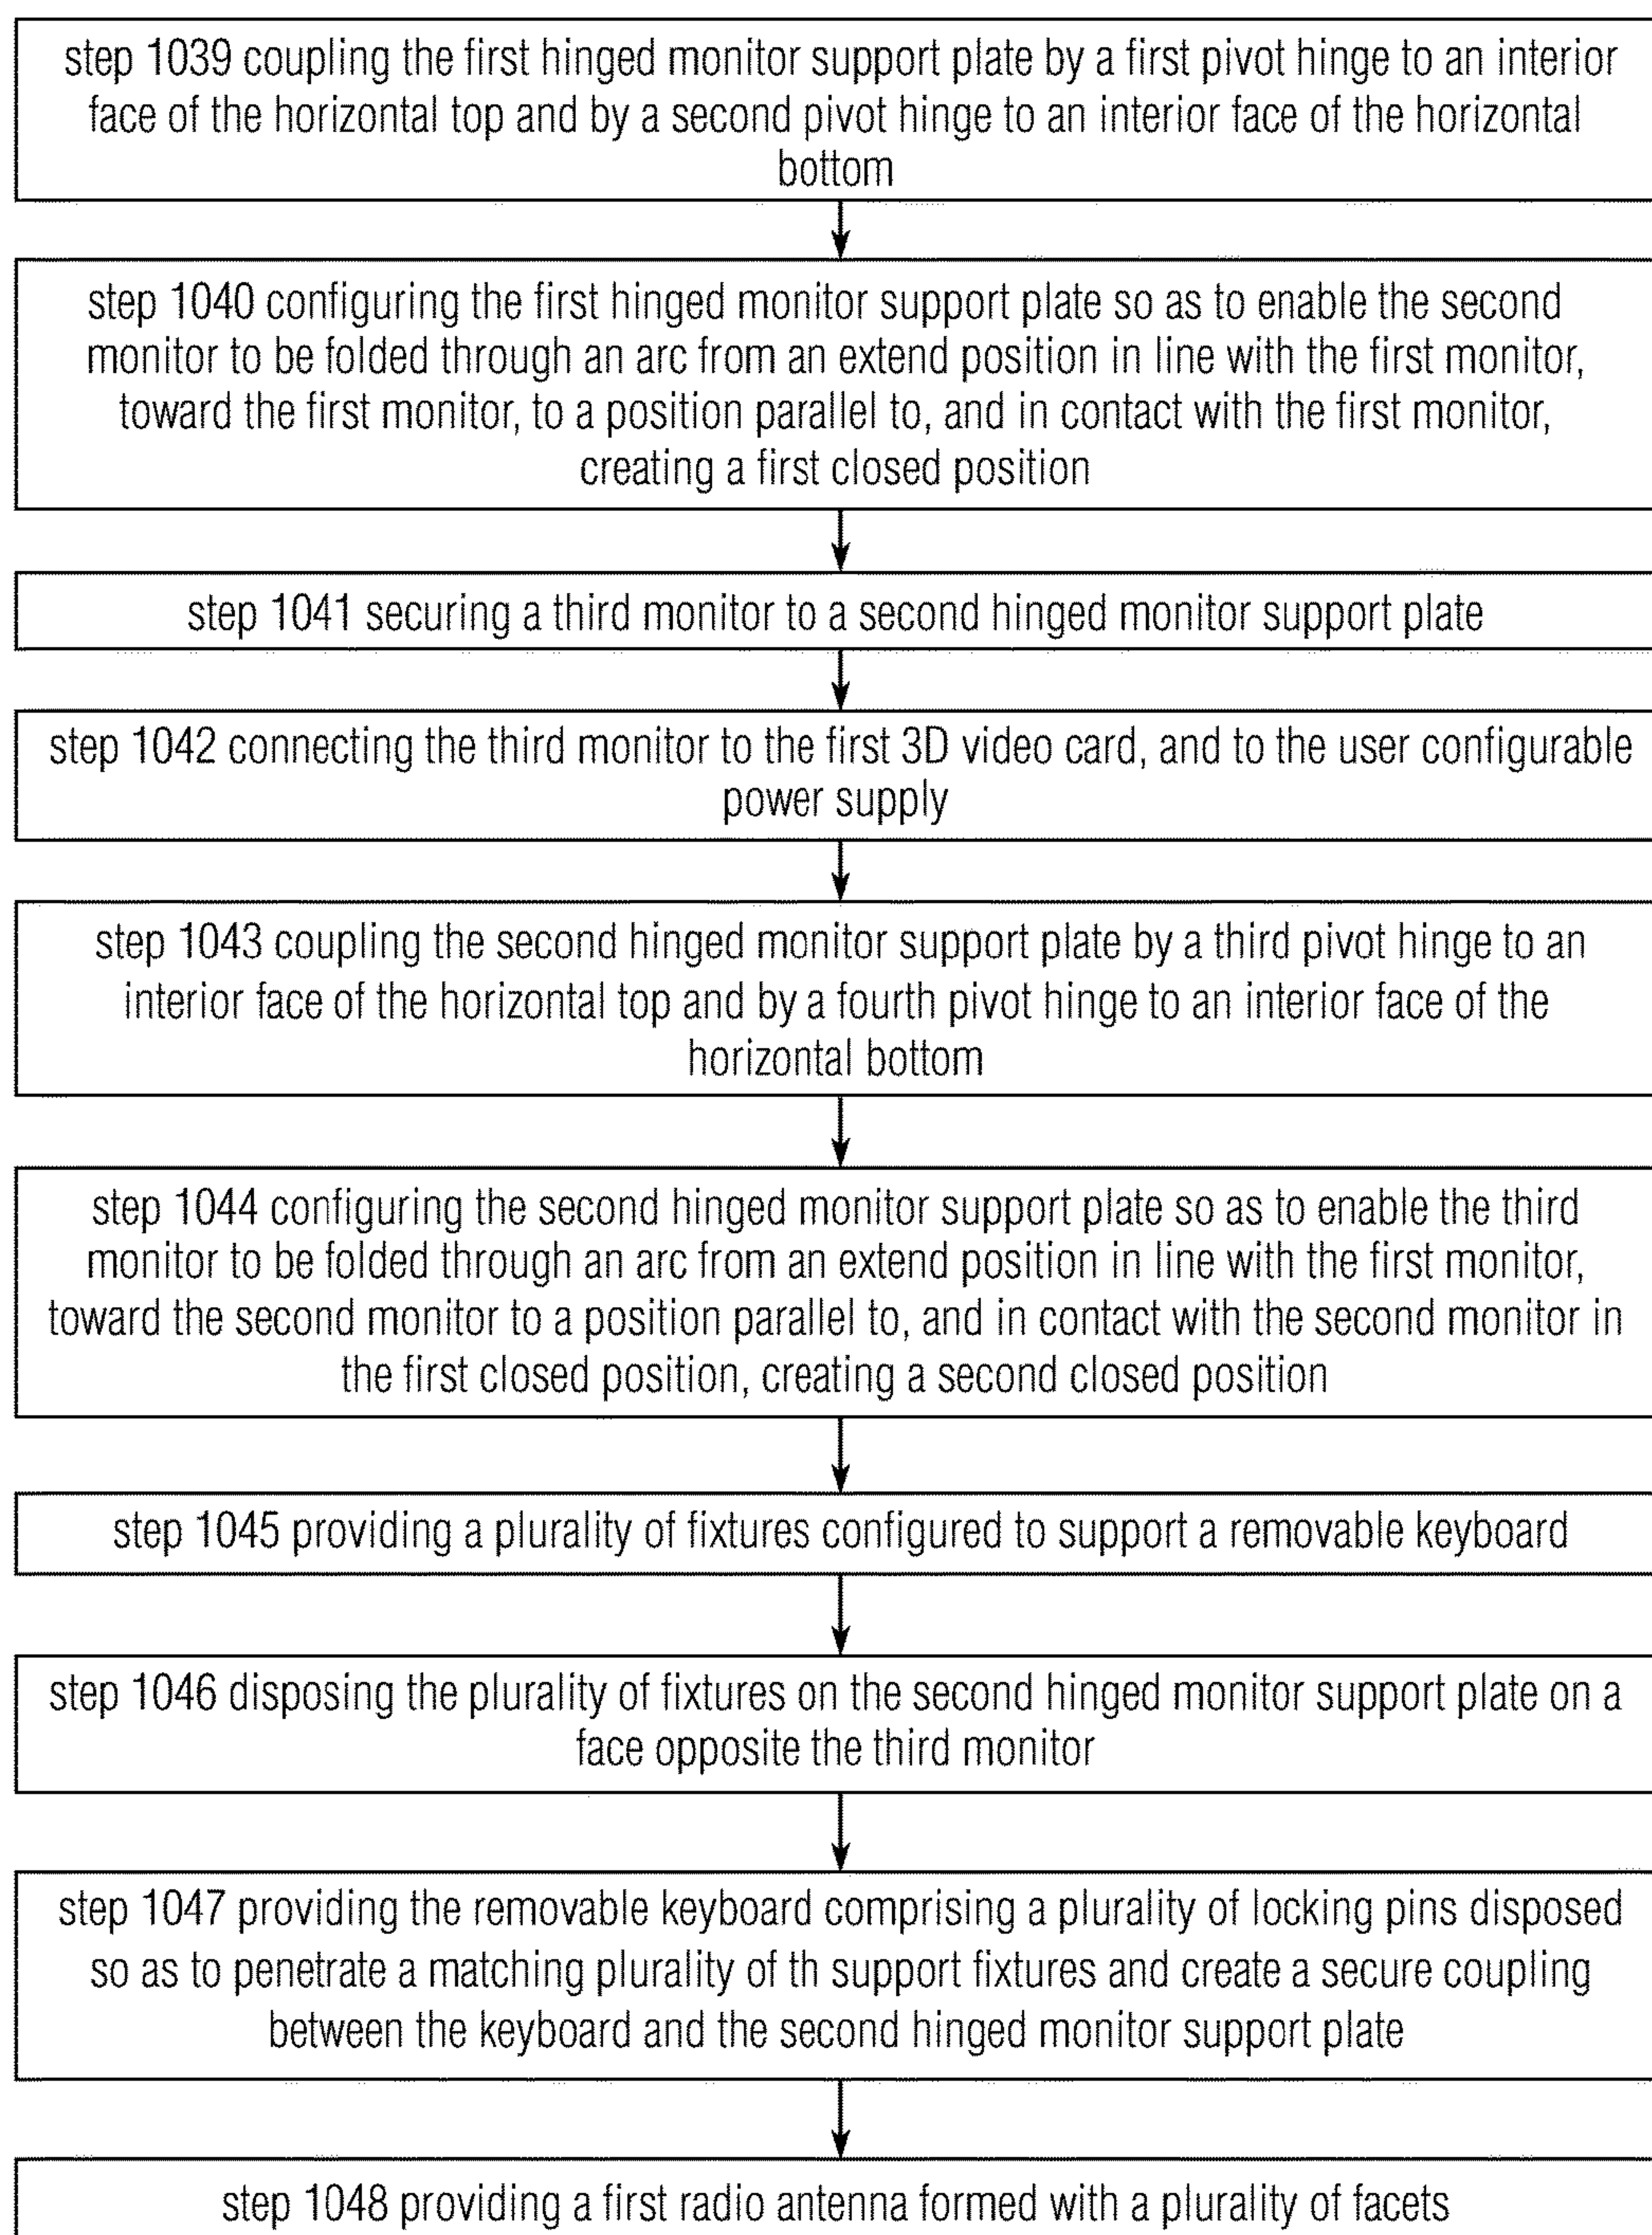 step 1039 coupling the first hinged monitor support plate by a first pivot hinge to an interior
face of the horizontal top and by a second pivot hinge to an interior face of the horizontal
bottom
step 1040 configuring the first hinged monitor support plate so as to enable the second
monitor to be folded through an arc from an extend position in line with the first monitor,
toward the first monitor, to a position parallel to, and in contact with the first monitor,
creating a first closed position
step 1041 securing a third monitor to a second hinged monitor support plate
step 1042 connecting the third monitor to the first 3D video card, and to the user configurable
power supply
step 1043 coupling the second hinged monitor support plate by a third pivot hinge to an
interior face of the horizontal top and by a fourth pivot hinge to an interior face of the
horizontal bottom
step 1044 configuring the second hinged monitor support plate so as to enable the third
monitor to be folded through an arc from an extend position in line with the first monitor,
toward the second monitor to a position parallel to, and in contact with the second monitor in
the first closed position, creating a second closed position
step 1045 providing a plurality of fixtures configured to support a removable keyboard
step 1046 disposing the plurality of fixtures on the second hinged monitor support plate on a
face opposite the third monitor
step 1047 providing the removable keyboard comprising a plurality of locking pins disposed
so as to penetrate a matching plurality of th support fixtures and create a secure coupling
between the keyboard and the second hinged monitor support plate
step 1048 providing a first radio antenna formed with a plurality of facets